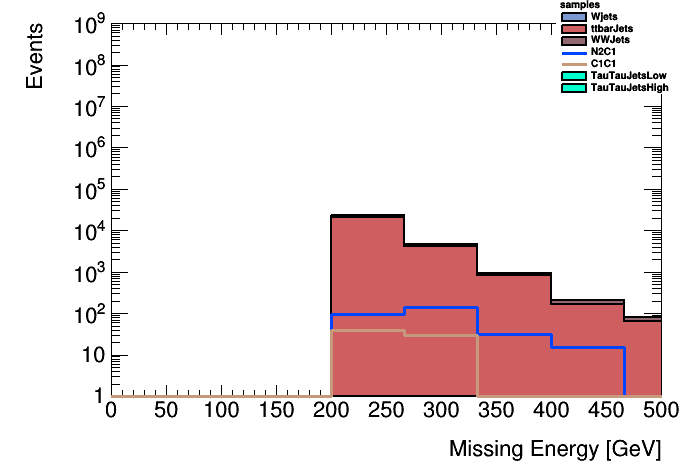 samples
Wjets
ttbarJets
WWJets
N2C1
C1C1
TauTauJetsLow
TauTauJetsHigh
Events
10⁹
10⁸
10⁷
10⁶
10⁵
10⁴
10³
10²
10
1
0 50 100 150 200 250 300 350 400 450 500
Missing Energy [GeV]